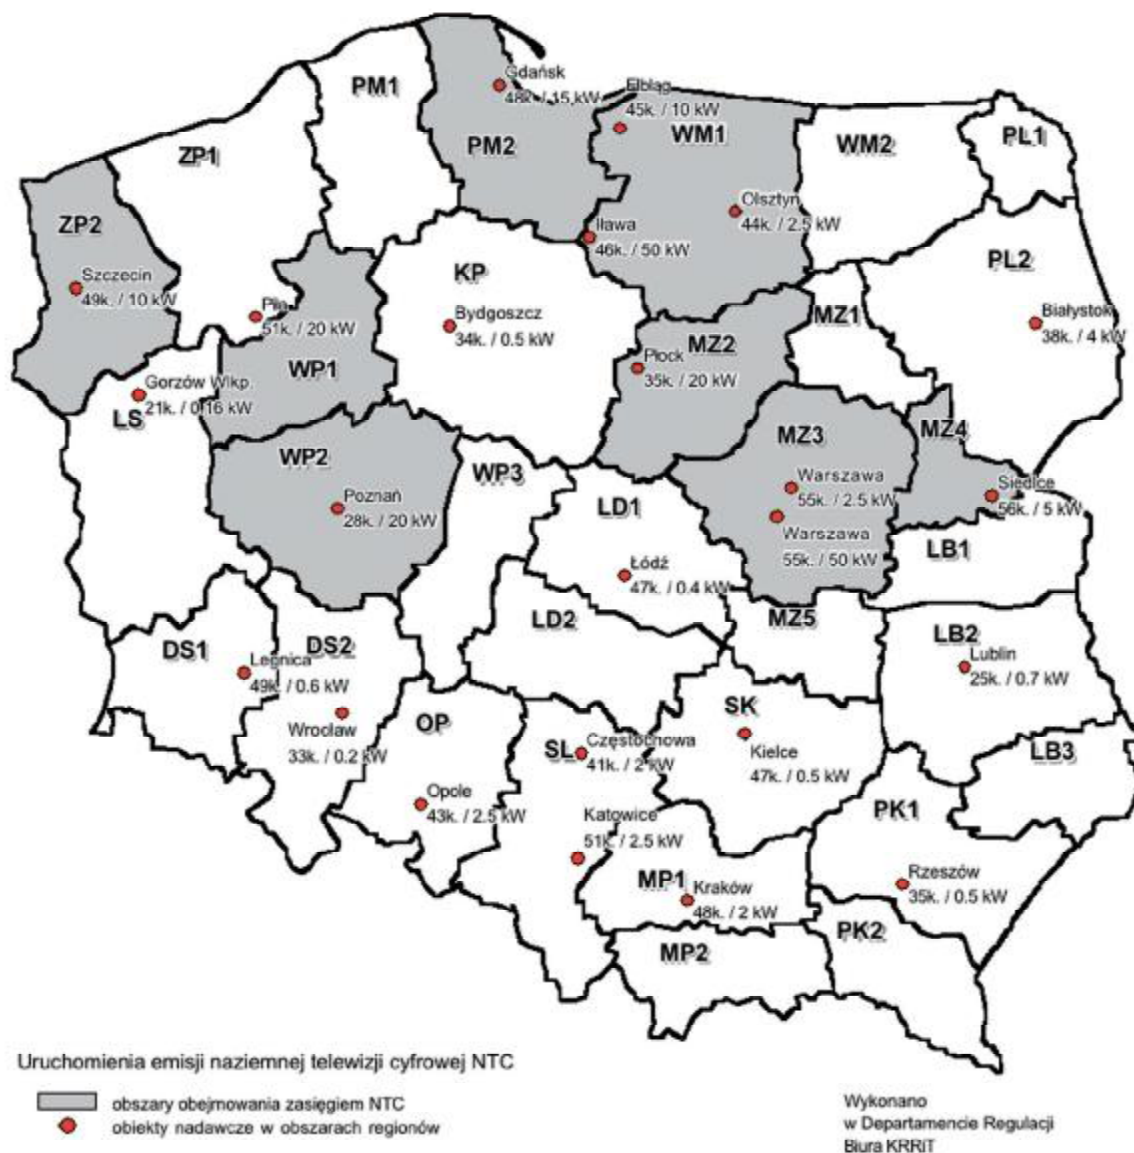 Gdańsk
48k. / 15 kW
Elbląg
45k. / 10 kW
PM1
PM2
WM1
WM2
PL1
ZP1
Olsztyn
44k. / 2.5 kW
ZP2
Iława
46k. / 50 kW
KP
PL2
Szczecin
49k. / 10 kW
Piła
51k. / 20 kW
Bydgoszcz
34k. / 0.5 kW
MZ1
Białystok
38k. / 4 kW
MZ2
Płock
35k. / 20 kW
WP1
Gorzów Wlkp.
21k. / 0,16 kW
LS
MZ3
MZ4
WP2
WP3
Poznań
28k. / 20 kW
Warszawa
55k. / 2.5 kW
Siedlce
56k. / 5 kW
LD1
Warszawa
55k. / 50 kW
LB1
Łódź
47k. / 0.4 kW
LD2
MZ5
DS1
DS2
LB2
Legnica
49k. / 0.6 kW
Lublin
25k. / 0.7 kW
Wrocław
33k. / 0.2 kW
OP
SK
SL
Częstochowa
41k. / 2 kW
Kielce
47k. / 0.5 kW
LB3
Opole
43k. / 2.5 kW
Katowice
51k. / 2.5 kW
PK1
MP1
Kraków
48k. / 2 kW
Rzeszów
35k. / 0.5 kW
MP2
PK2
Uruchomienia emisji naziemnej telewizji cyfrowej NTC
obszary obejmowania zasięgiem NTC
obiekty nadawcze w obszarach regionów
Wykonano
w Departamencie Regulacji
Biura KRRiT